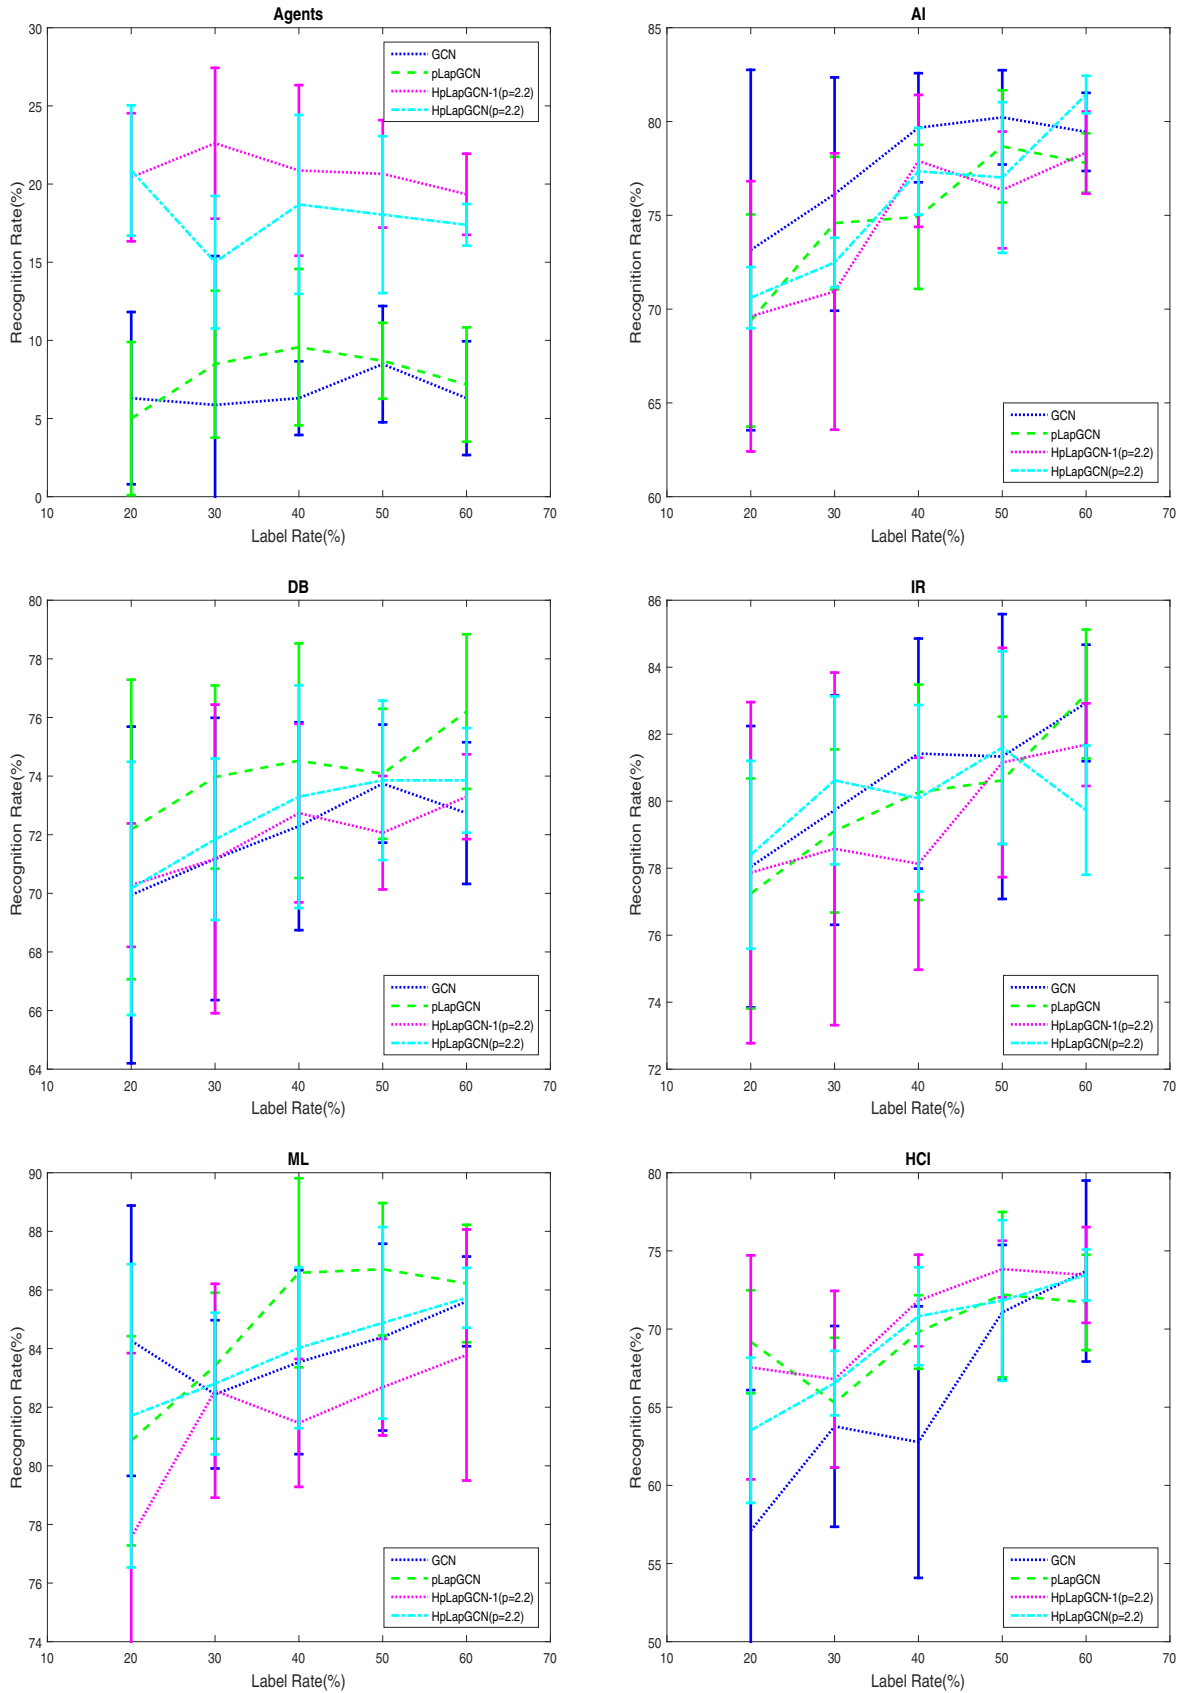 Agents
30
25
20
15
10
5
0
10 20 30 40 50 60 70
Recognition Rate(%)
Label Rate(%)
GCN
pLapGCN
HpLapGCN-1(p=2.2)
HpLapGCN(p=2.2)
AI
85
80
75
70
65
60
10 20 30 40 50 60 70
Recognition Rate(%)
Label Rate(%)
GCN
pLapGCN
HpLapGCN-1(p=2.2)
HpLapGCN(p=2.2)
DB
80
78
76
74
72
70
68
66
64
10 20 30 40 50 60 70
Recognition Rate(%)
Label Rate(%)
GCN
pLapGCN
HpLapGCN-1(p=2.2)
HpLapGCN(p=2.2)
IR
86
84
82
80
78
76
74
72
10 20 30 40 50 60 70
Recognition Rate(%)
Label Rate(%)
GCN
pLapGCN
HpLapGCN-1(p=2.2)
HpLapGCN(p=2.2)
ML
90
88
86
84
82
80
78
76
74
10 20 30 40 50 60 70
Recognition Rate(%)
Label Rate(%)
GCN
pLapGCN
HpLapGCN-1(p=2.2)
HpLapGCN(p=2.2)
HCI
80
75
70
65
60
55
50
10 20 30 40 50 60 70
Recognition Rate(%)
Label Rate(%)
GCN
pLapGCN
HpLapGCN-1(p=2.2)
HpLapGCN(p=2.2)